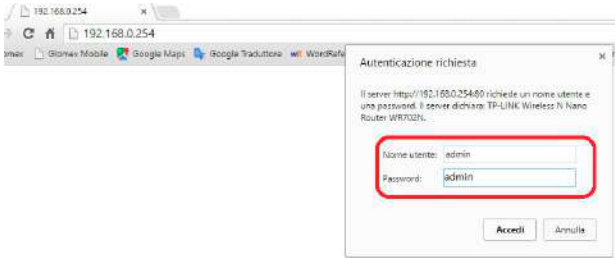 192.168.0.254
192.168.0.254
Glomex Mobile Google Maps Google Traduttore
Autenticazione richiesta
Il server http://192.168.0.254:80 richiede un nome utente e
una password. Il server dichiara: TP-LINK Wireless N Nano
Router WR702N.
Nome utente: admin
Password: admin
Accedi Annulla